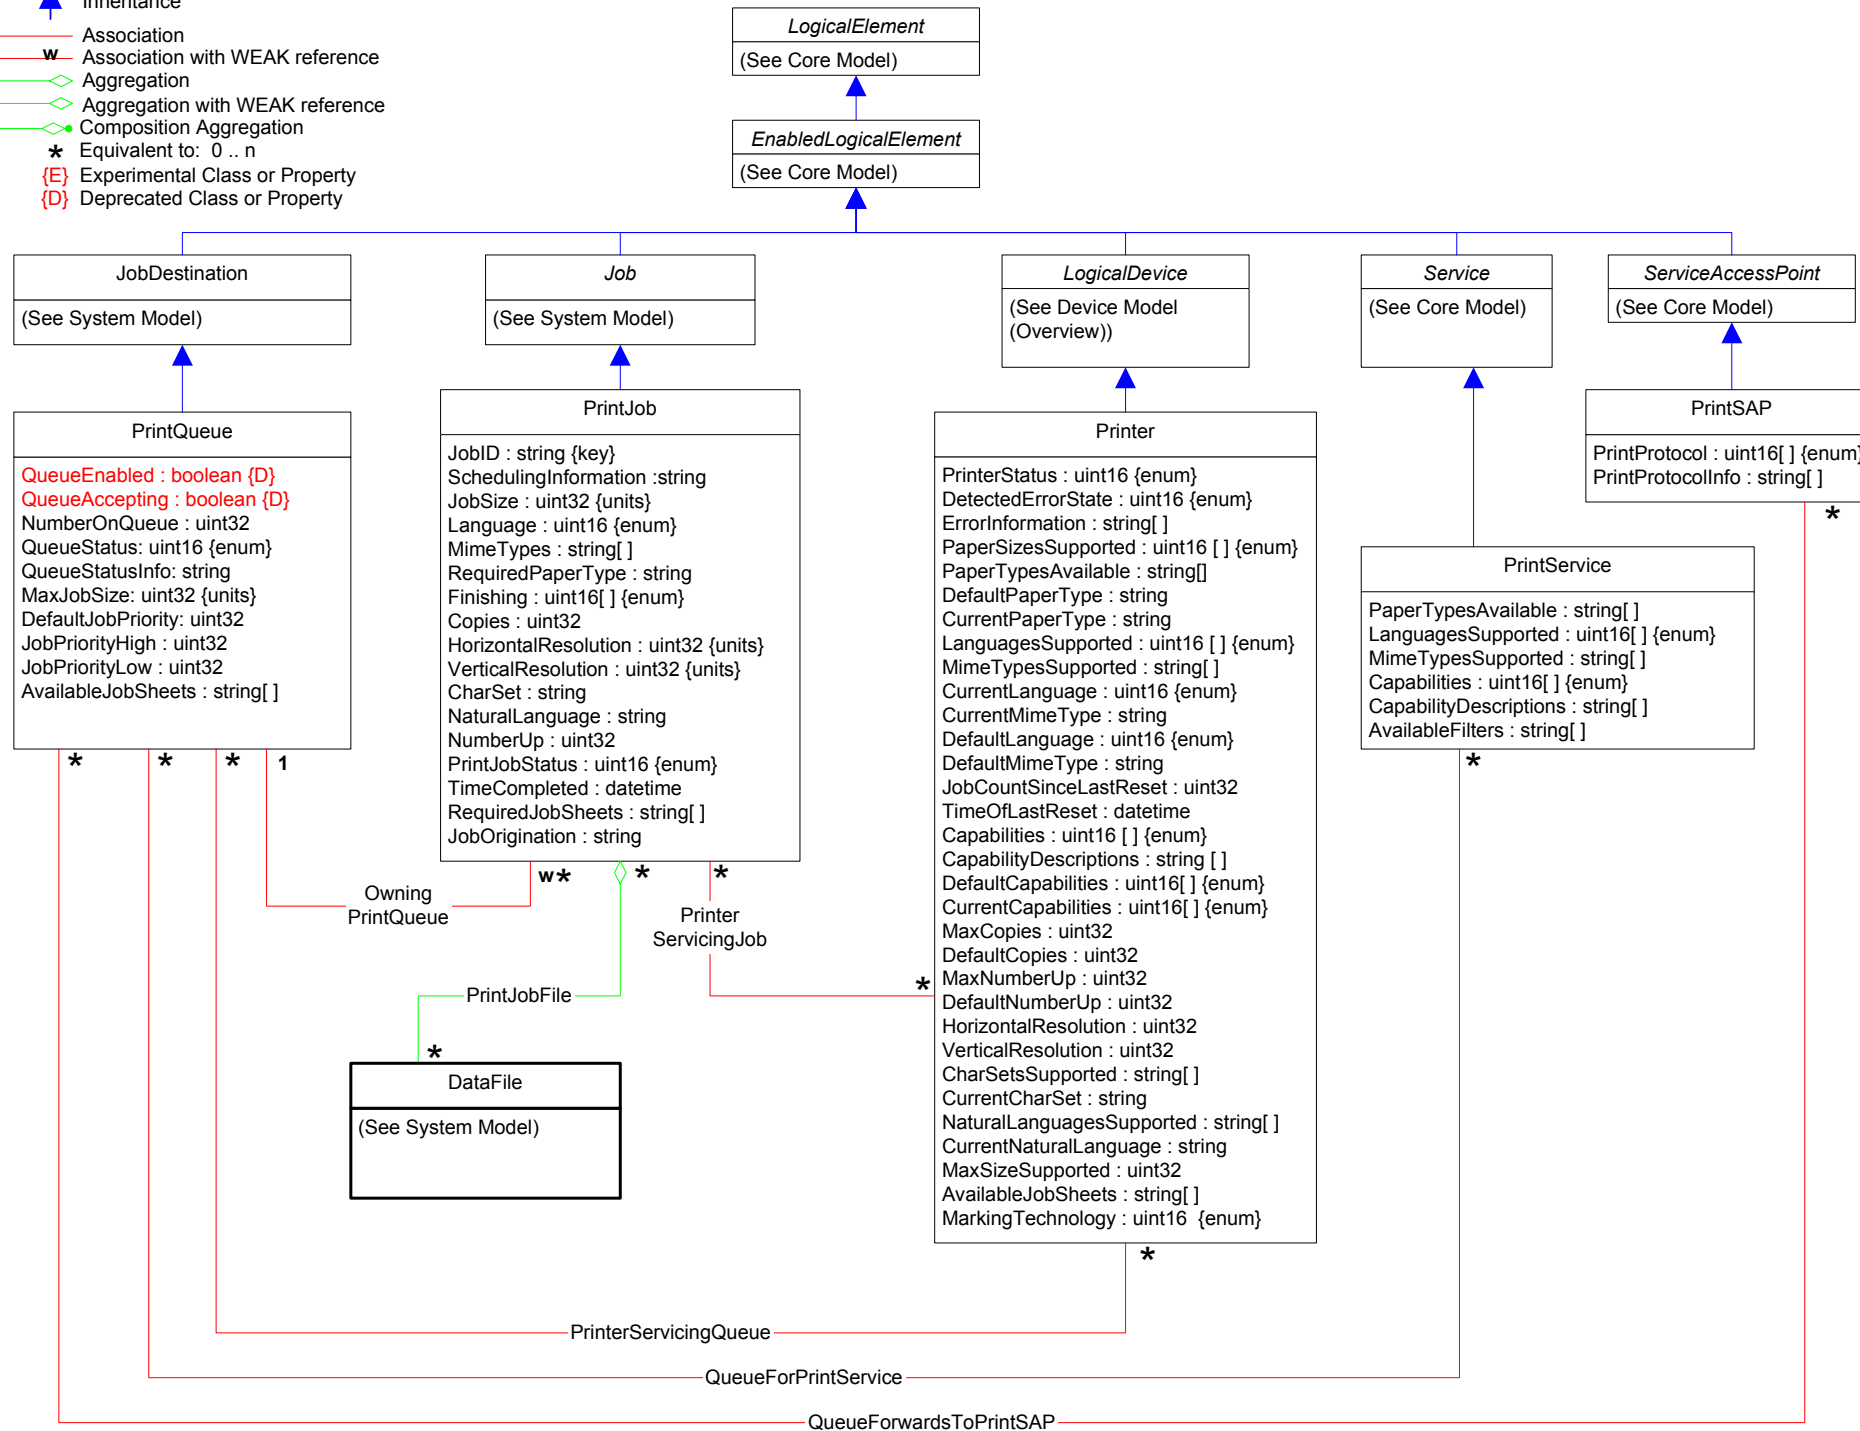 Inheritance
Association
w Association with WEAK reference
Aggregation
Aggregation with WEAK reference
Composition Aggregation
* Equivalent to: 0 .. n
{E} Experimental Class or Property
{D} Deprecated Class or Property
LogicalElement
(See Core Model)
EnabledLogicalElement
(See Core Model)
JobDestination
(See System Model)
Job
(See System Model)
LogicalDevice
(See Device Model
(Overview))
Service
(See Core Model)
ServiceAccessPoint
(See Core Model)
PrintQueue
QueueEnabled : boolean {D}
QueueAccepting : boolean {D}
NumberOnQueue : uint32
QueueStatus: uint16 {enum}
QueueStatusInfo: string
MaxJobSize: uint32 {units}
DefaultJobPriority: uint32
JobPriorityHigh : uint32
JobPriorityLow : uint32
AvailableJobSheets : string[ ]
* * * 1
PrintJob
JobID : string {key}
SchedulingInformation :string
JobSize : uint32 {units}
Language : uint16 {enum}
MimeTypes : string[ ]
RequiredPaperType : string
Finishing : uint16[ ] {enum}
Copies : uint32
HorizontalResolution : uint32 {units}
VerticalResolution : uint32 {units}
CharSet : string
NaturalLanguage : string
NumberUp : uint32
PrintJobStatus : uint16 {enum}
TimeCompleted : datetime
RequiredJobSheets : string[ ]
JobOrigination : string
w* * *
Printer
PrinterStatus : uint16 {enum}
DetectedErrorState : uint16 {enum}
ErrorInformation : string[ ]
PaperSizesSupported : uint16 [ ] {enum}
PaperTypesAvailable : string[]
DefaultPaperType : string
CurrentPaperType : string
LanguagesSupported : uint16 [ ] {enum}
MimeTypesSupported : string[ ]
CurrentLanguage : uint16 {enum}
CurrentMimeType : string
DefaultLanguage : uint16 {enum}
DefaultMimeType : string
JobCountSinceLastReset : uint32
TimeOfLastReset : datetime
Capabilities : uint16 [ ] {enum}
CapabilityDescriptions : string [ ]
DefaultCapabilities : uint16[ ] {enum}
CurrentCapabilities : uint16[ ] {enum}
MaxCopies : uint32
DefaultCopies : uint32
MaxNumberUp : uint32
DefaultNumberUp : uint32
HorizontalResolution : uint32
VerticalResolution : uint32
CharSetsSupported : string[ ]
CurrentCharSet : string
NaturalLanguagesSupported : string[ ]
CurrentNaturalLanguage : string
MaxSizeSupported : uint32
AvailableJobSheets : string[ ]
MarkingTechnology : uint16 {enum}
*
PrintService
PaperTypesAvailable : string[ ]
LanguagesSupported : uint16[ ] {enum}
MimeTypesSupported : string[ ]
Capabilities : uint16[ ] {enum}
CapabilityDescriptions : string[ ]
AvailableFilters : string[ ]
*
PrintSAP
PrintProtocol : uint16[ ] {enum}
PrintProtocolInfo : string[ ]
*
Owning
PrintQueue
Printer
ServicingJob
*
PrintJobFile
*
DataFile
(See System Model)
PrinterServicingQueue
QueueForPrintService
QueueForwardsToPrintSAP